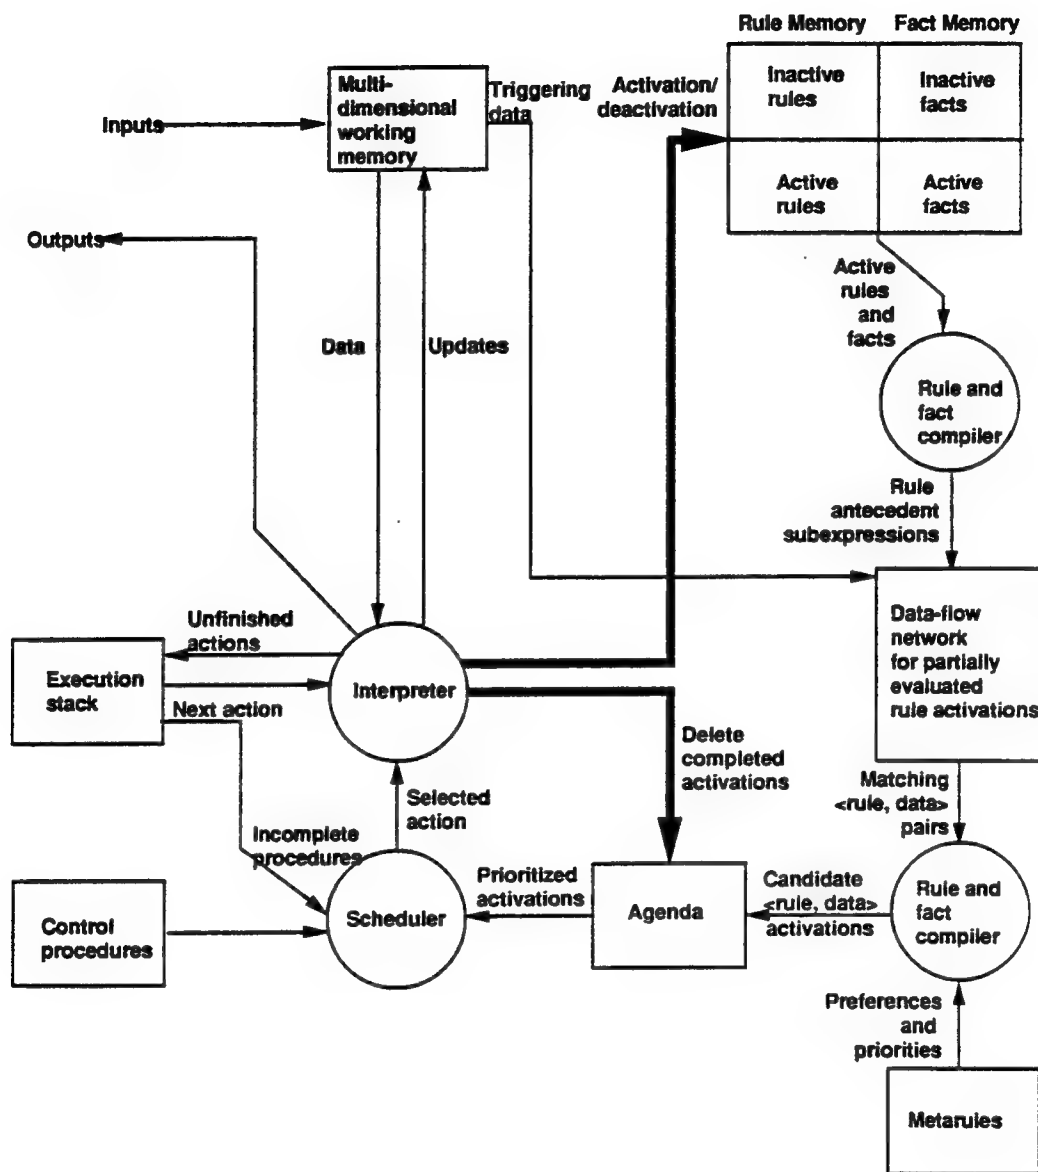 Rule Memory
Fact Memory
Inactive
rules
Inactive
facts
Active
rules
Active
facts
Multi-
dimensional
working
memory
Triggering
data
Activation/
deactivation
Inputs
Outputs
Active
rules
and
facts
Data
Updates
Rule and
fact
compiler
Rule
antecedent
subexpressions
Unfinished
actions
Execution
stack
Next action
Interpreter
Data-flow
network
for partially
evaluated
rule activations
Delete
completed
activations
Selected
action
Matching
<rule, data>
pairs
Incomplete
procedures
Control
procedures
Scheduler
Prioritized
activations
Agenda
Candidate
<rule, data>
activations
Rule and
fact
compiler
Preferences
and
priorities
Metarules